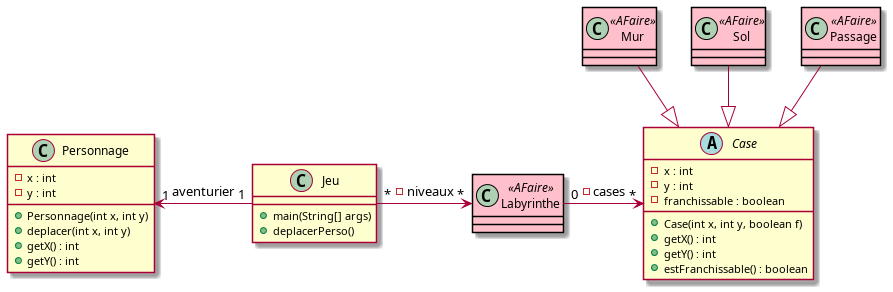 «AFaire»
C Mur
«AFaire»
C Sol
«AFaire»
C Passage
C Personnage
x : int
y : int
Personnage(int x, int y)
deplacer(int x, int y)
getX() : int
getY() : int
1 aventurier 1
C Jeu
main(String[] args)
deplacerPerso()
* niveaux *
«AFaire»
C Labyrinthe
0 cases *
A Case
x : int
y : int
franchissable : boolean
Case(int x, int y, boolean f)
getX() : int
getY() : int
estFranchissable() : boolean